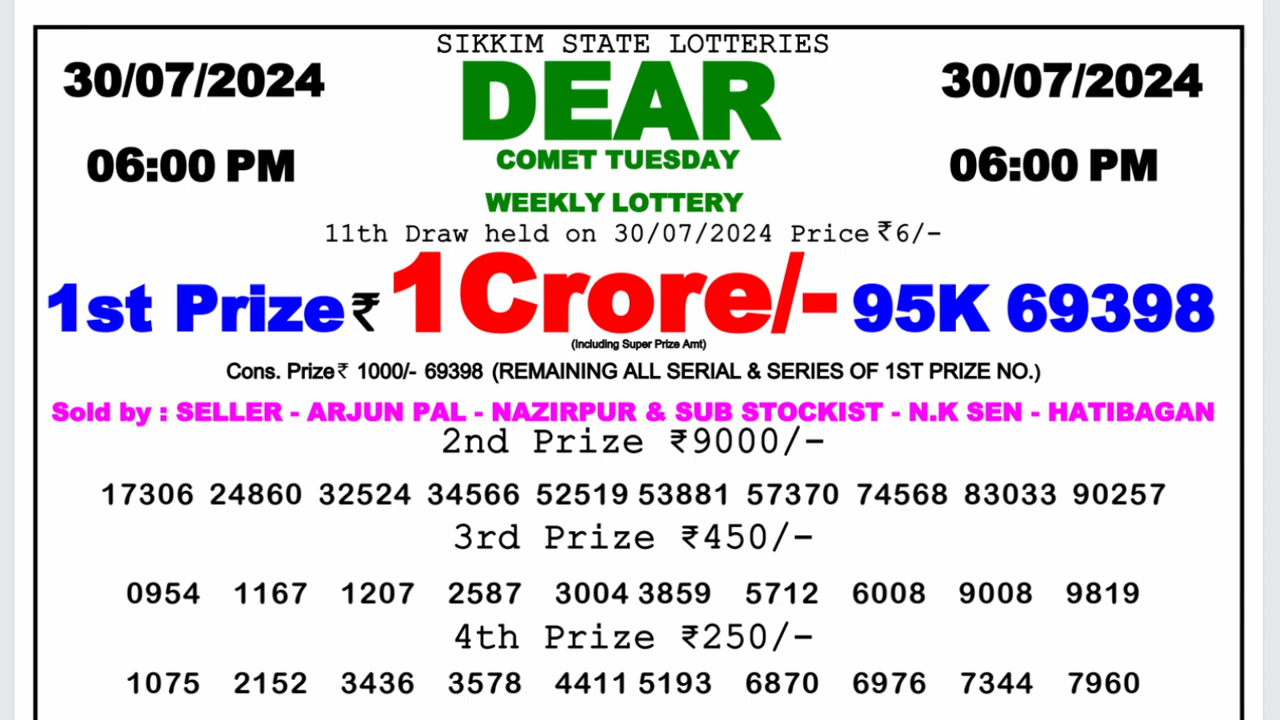 SIKKIM STATE LOTTERIES
30/07/2024 DEAR 30/07/2024
06:00 PM COMET TUESDAY 06:00 PM
WEEKLY LOTTERY
11th Draw held on 30/07/2024 Price ₹6/-
1st Prize ₹ 1Crore/- 95K 69398
(Including Super Prize Amt)
Cons. Prize ₹ 1000/- 69398 (REMAINING ALL SERIAL & SERIES OF 1ST PRIZE NO.)
Sold by : SELLER - ARJUN PAL - NAZIRPUR & SUB STOCKIST - N.K SEN - HATIBAGAN
2nd Prize ₹9000/-
17306 24860 32524 34566 52519 53881 57370 74568 83033 90257
3rd Prize ₹450/-
0954 1167 1207 2587 3004 3859 5712 6008 9008 9819
4th Prize ₹250/-
1075 2152 3436 3578 4411 5193 6870 6976 7344 7960